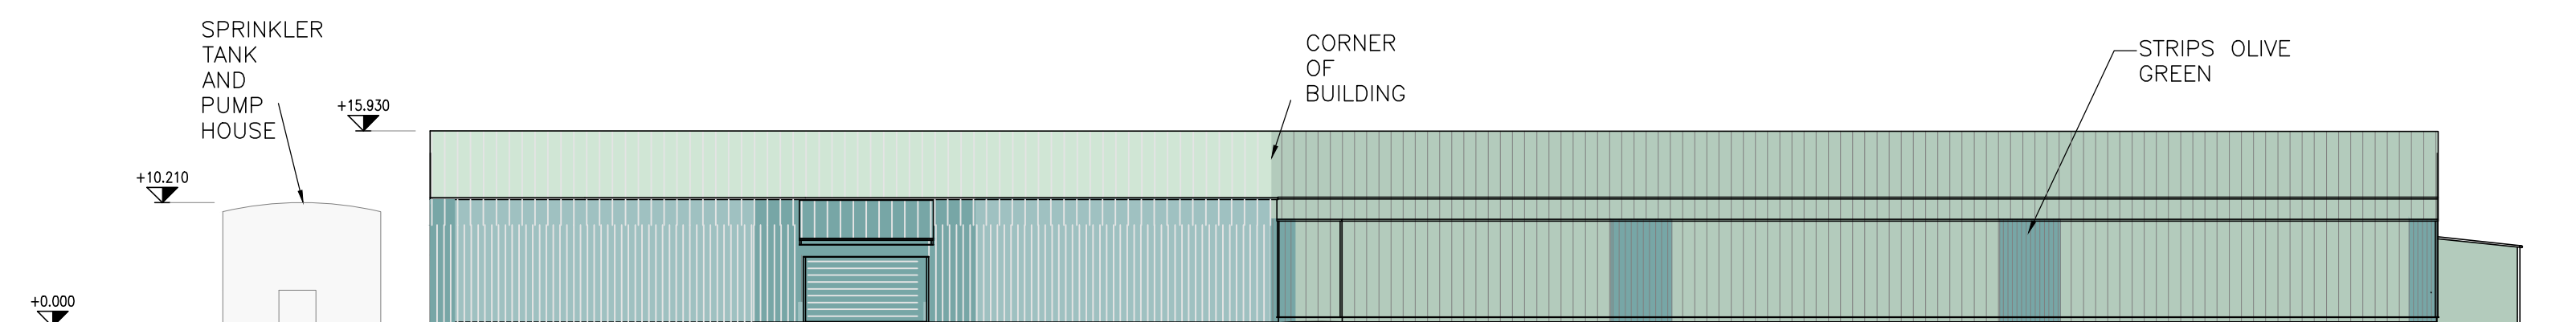 SPRINKLER
TANK
AND
PUMP
HOUSE
+15.930
+10.210
+0.000
CORNER
OF
BUILDING
STRIPS OLIVE
GREEN